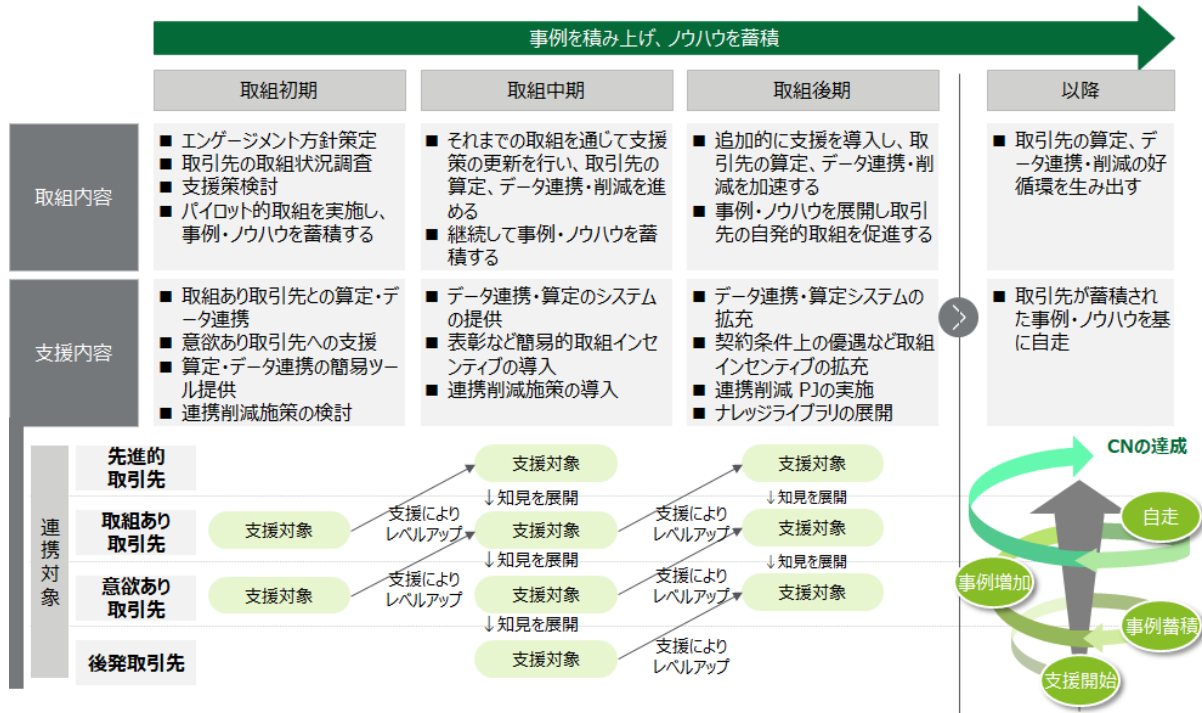 事例を積み上げ、ノウハウを蓄積
取組初期
取組中期
取組後期
以降
取組内容
■ エンゲージメント方針策定
■ 取引先の取組状況調査
■ 支援策検討
■ パイロット的取組を実施し、
事例・ノウハウを蓄積する
■ それまでの取組を通じて支援
策の更新を行い、取引先の
算定、データ連携・削減を進
める
■ 継続して事例・ノウハウを蓄
積する
■ 追加的に支援を導入し、取
引先の算定、データ連携・削
減を加速する
■ 事例・ノウハウを展開し取引
先の自発的取組を促進する
■ 取引先の算定、デ
ータ連携・削減の好
循環を生み出す
支援内容
■ 取組あり取引先との算定・デ
ータ連携
■ 意欲あり取引先への支援
■ 算定・データ連携の簡易ツー
ル提供
■ 連携削減施策の検討
■ データ連携・算定のシステム
の提供
■ 表彰など簡易的取組インセ
ンティブの導入
■ 連携削減施策の導入
■ データ連携・算定システムの
拡充
■ 契約条件上の優遇など取組
インセンティブの拡充
■ 連携削減 PJの実施
■ ナレッジライブラリの展開
■ 取引先が蓄積され
た事例・ノウハウを基
に自走
連携対象
先進的
取引先
支援対象
支援対象
↓知見を展開
↓知見を展開
取組あり
取引先
支援対象
支援により
レベルアップ
支援対象
支援により
レベルアップ
支援対象
↓知見を展開
↓知見を展開
意欲あり
取引先
支援対象
支援により
レベルアップ
支援対象
支援により
レベルアップ
支援対象
↓知見を展開
後発取引先
支援対象
支援により
レベルアップ
CNの達成
自走
事例増加
事例蓄積
支援開始